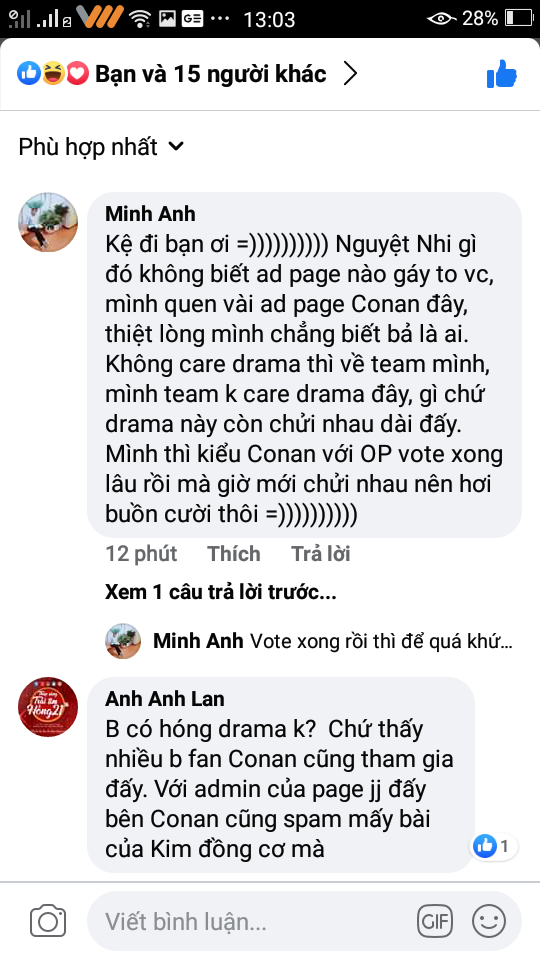 13:03
28%
Bạn và 15 người khác
Phù hợp nhất
Minh Anh
Kệ đi bạn ơi =)))))))))) Nguyệt Nhi gì
đó không biết ad page nào gáy to vc,
mình quen vài ad page Conan đây,
thiệt lòng mình chẳng biết bả là ai.
Không care drama thì về team mình,
mình team k care drama đây, gì chứ
drama này còn chửi nhau dài đấy.
Mình thì kiểu Conan với OP vote xong
lâu rồi mà giờ mới chửi nhau nên hơi
buồn cười thôi =))))))))))
12 phút Thích Trả lời
Xem 1 câu trả lời trước...
Minh Anh Vote xong rồi thì để quá khứ...
Anh Anh Lan
B có hóng drama k? Chứ thấy
nhiều b fan Conan cũng tham gia
đấy. Với admin của page jj đấy
bên Conan cũng spam mấy bài
của Kim đồng cơ mà
1
Viết bình luận...
GIF